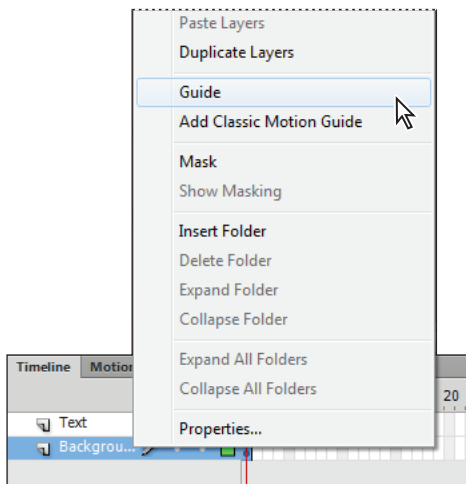 Paste Layers
Duplicate Layers
Guide
Add Classic Motion Guide
Mask
Show Masking
Insert Folder
Delete Folder
Expand Folder
Collapse Folder
Expand All Folders
Collapse All Folders
Properties...
Timeline Motion
20
Text
Backgrou...